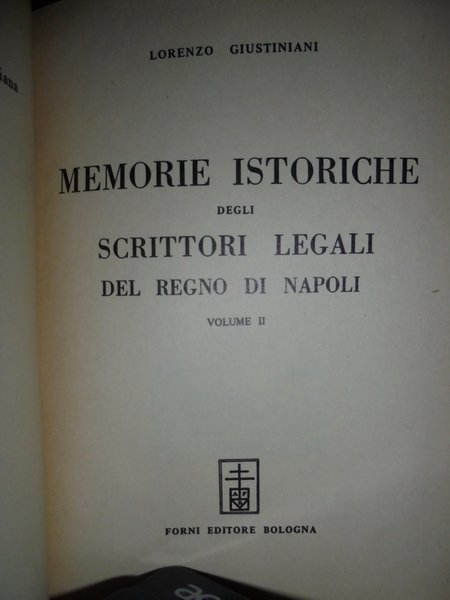 LORENZO GIUSTINIANI
MEMORIE ISTORICHE
DEGLI
SCRITTORI LEGALI
DEL REGNO DI NAPOLI
VOLUME II
FORNI EDITORE BOLOGNA